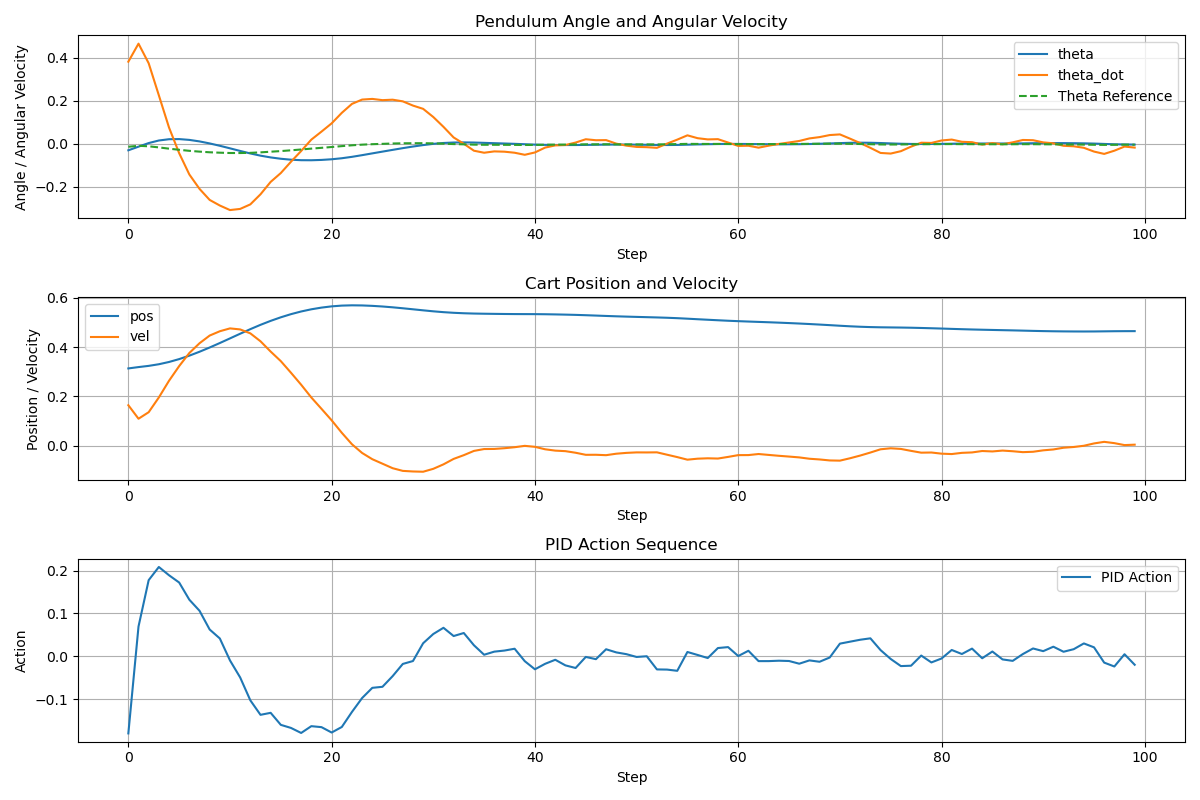 Pendulum Angle and Angular Velocity
Angle / Angular Velocity
0.4
0.2
0.0
−0.2
theta
theta_dot
Theta Reference
0 20 40 60 80 100
Step
Cart Position and Velocity
Position / Velocity
0.6
0.4
0.2
0.0
pos
vel
0 20 40 60 80 100
Step
PID Action Sequence
Action
0.2
0.1
0.0
−0.1
PID Action
0 20 40 60 80 100
Step